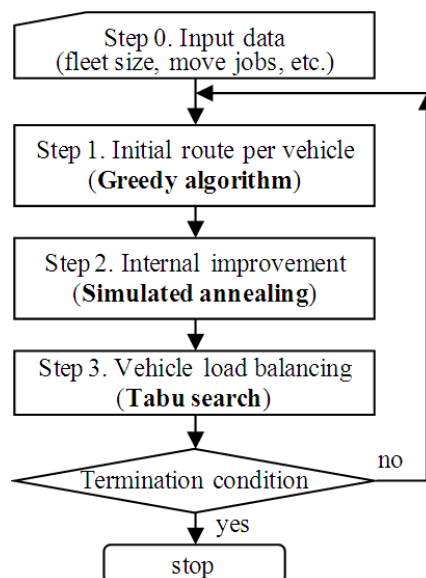 Step 0. Input data
(fleet size, move jobs, etc.)
Step 1. Initial route per vehicle
(Greedy algorithm)
Step 2. Internal improvement
(Simulated annealing)
Step 3. Vehicle load balancing
(Tabu search)
Termination condition
no
yes
stop